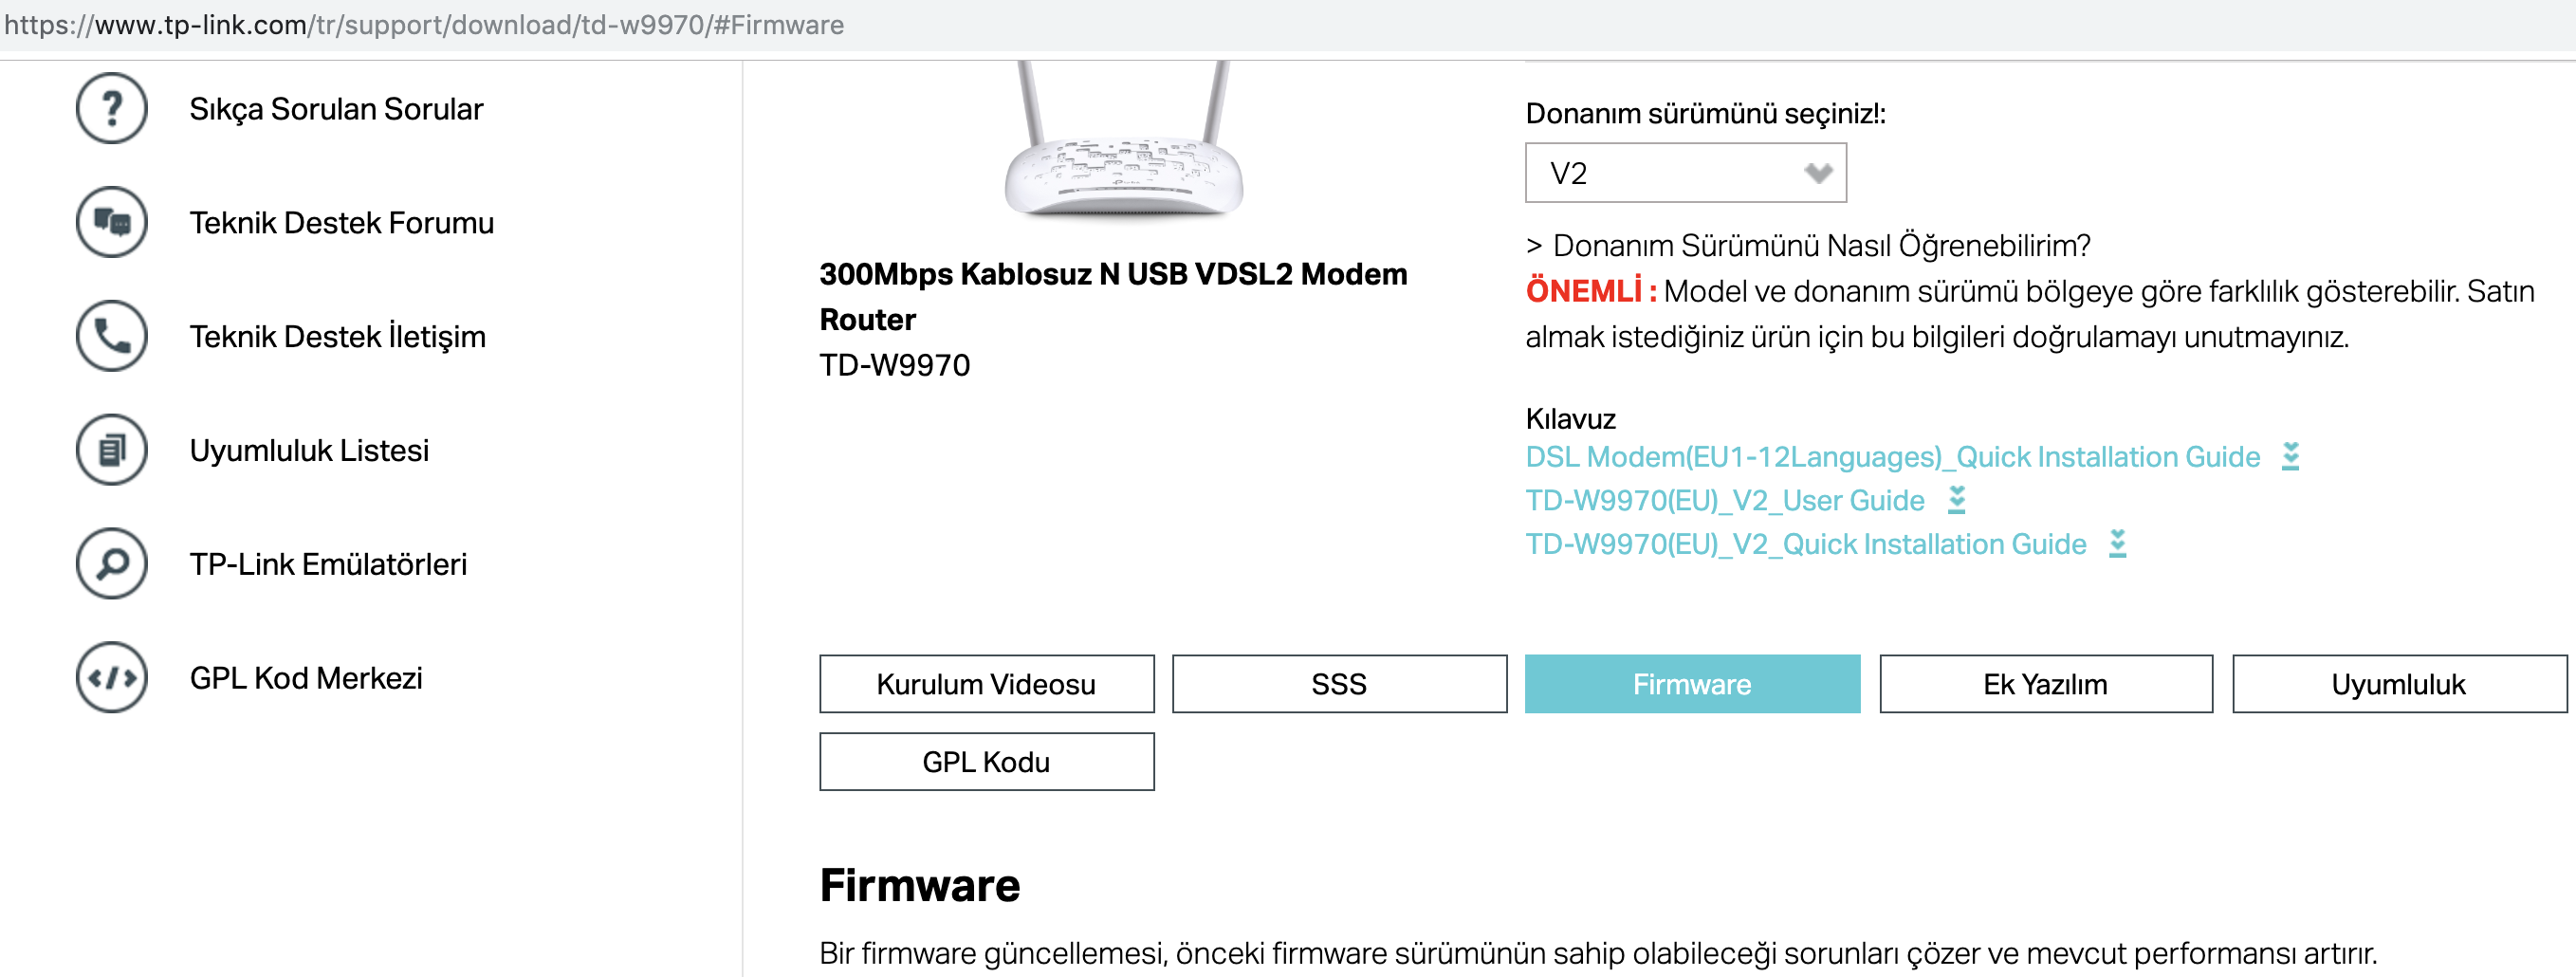 https://www.tp-link.com/tr/support/download/td-w9970/#Firmware
Sıkça Sorulan Sorular
Teknik Destek Forumu
Teknik Destek İletişim
Uyumluluk Listesi
TP-Link Emülatörleri
GPL Kod Merkezi
300Mbps Kablosuz N USB VDSL2 Modem
Router
TD-W9970
Donanım sürümünü seçiniz!:
V2
> Donanım Sürümünü Nasıl Öğrenebilirim?
ÖNEMLİ : Model ve donanım sürümü bölgeye göre farklılık gösterebilir. Satın
almak istediğiniz ürün için bu bilgileri doğrulamayı unutmayınız.
Kılavuz
DSL Modem(EU1-12Languages)_Quick Installation Guide
TD-W9970(EU)_V2_User Guide
TD-W9970(EU)_V2_Quick Installation Guide
Kurulum Videosu
SSS
Firmware
Ek Yazılım
Uyumluluk
GPL Kodu
Firmware
Bir firmware güncellemesi, önceki firmware sürümünün sahip olabileceği sorunları çözer ve mevcut performansı artırır.